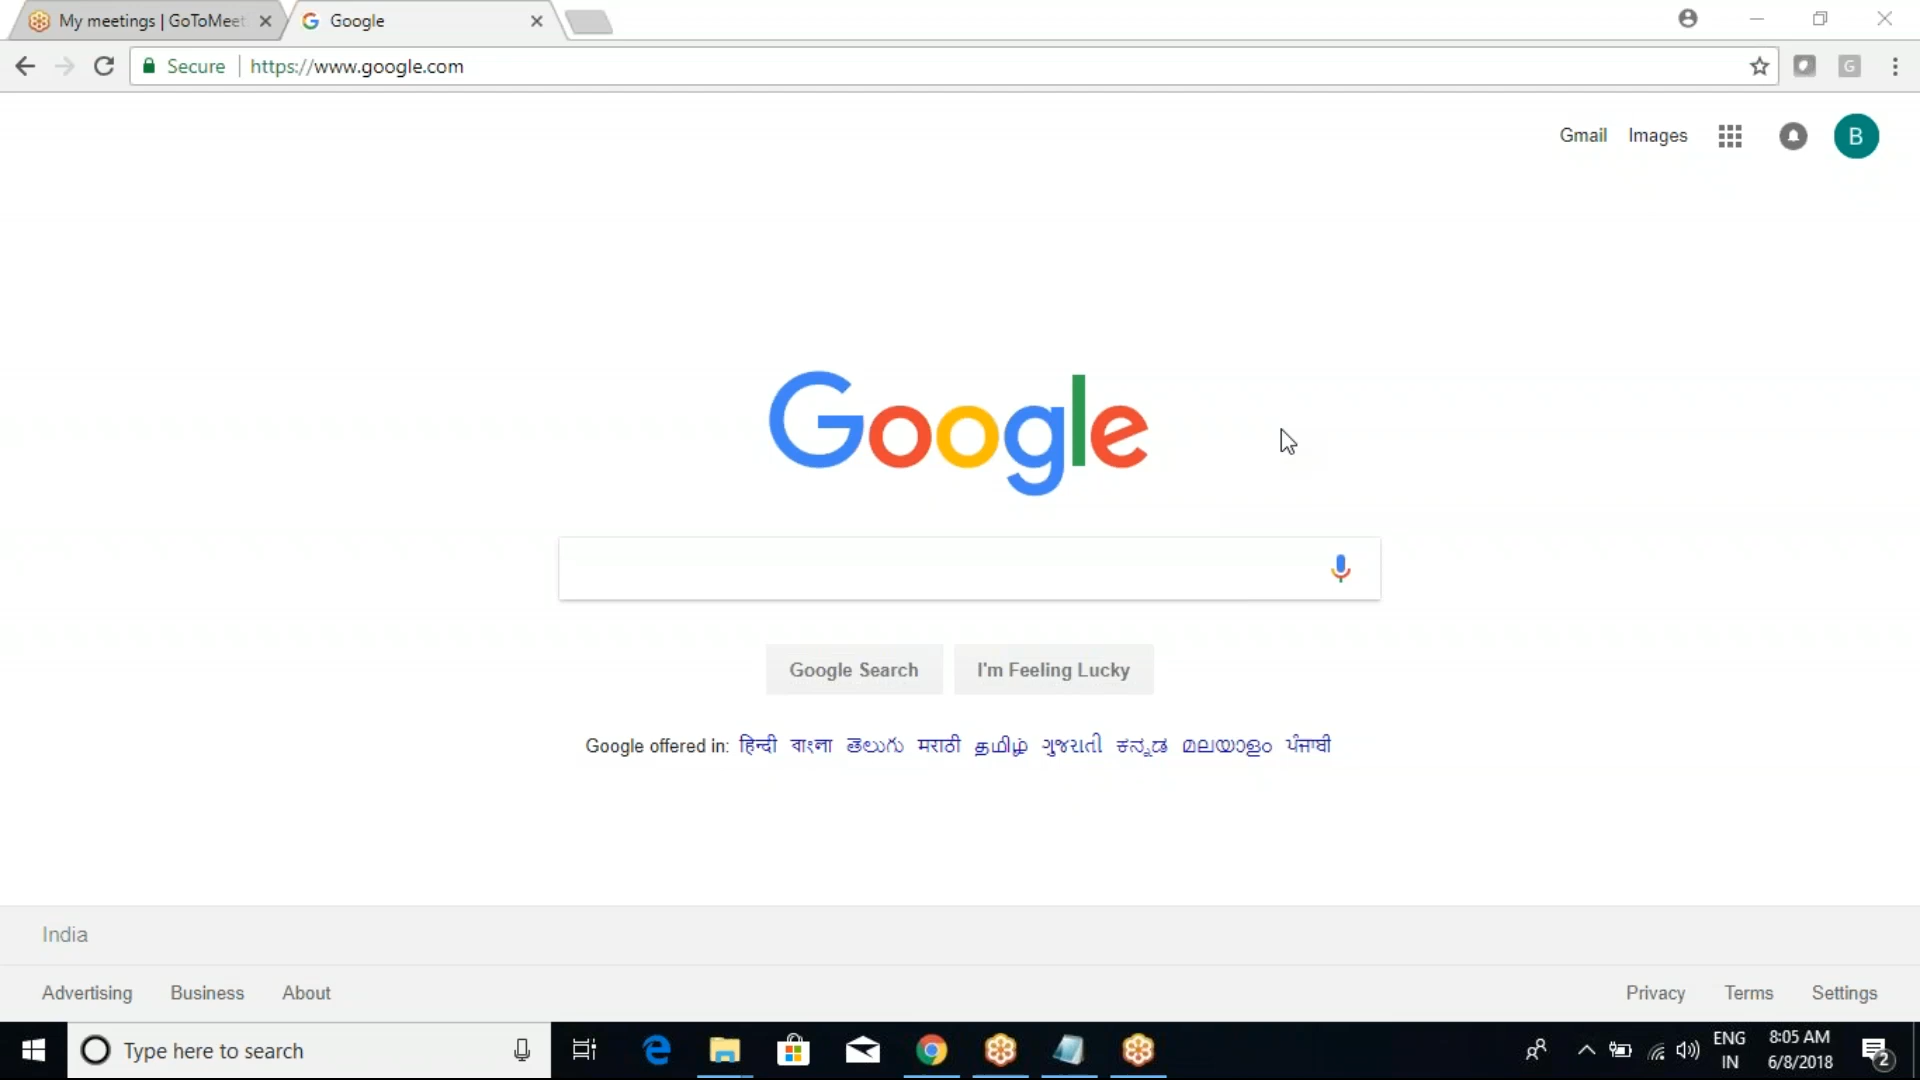 My meetings | GoToMeet
Google
Secure
https://www.google.com
G
Gmail
Images
B
Google
Google Search
I'm Feeling Lucky
Google offered in: हिन्दी বাংলা తెలుగు मराठी தமிழ் ગુજરાતી ಕನ್ನಡ മലയാളം ਪੰਜਾਬੀ
India
Advertising Business About
Privacy Terms Settings
Type here to search
ENG
IN
8:05 AM
6/8/2018
2